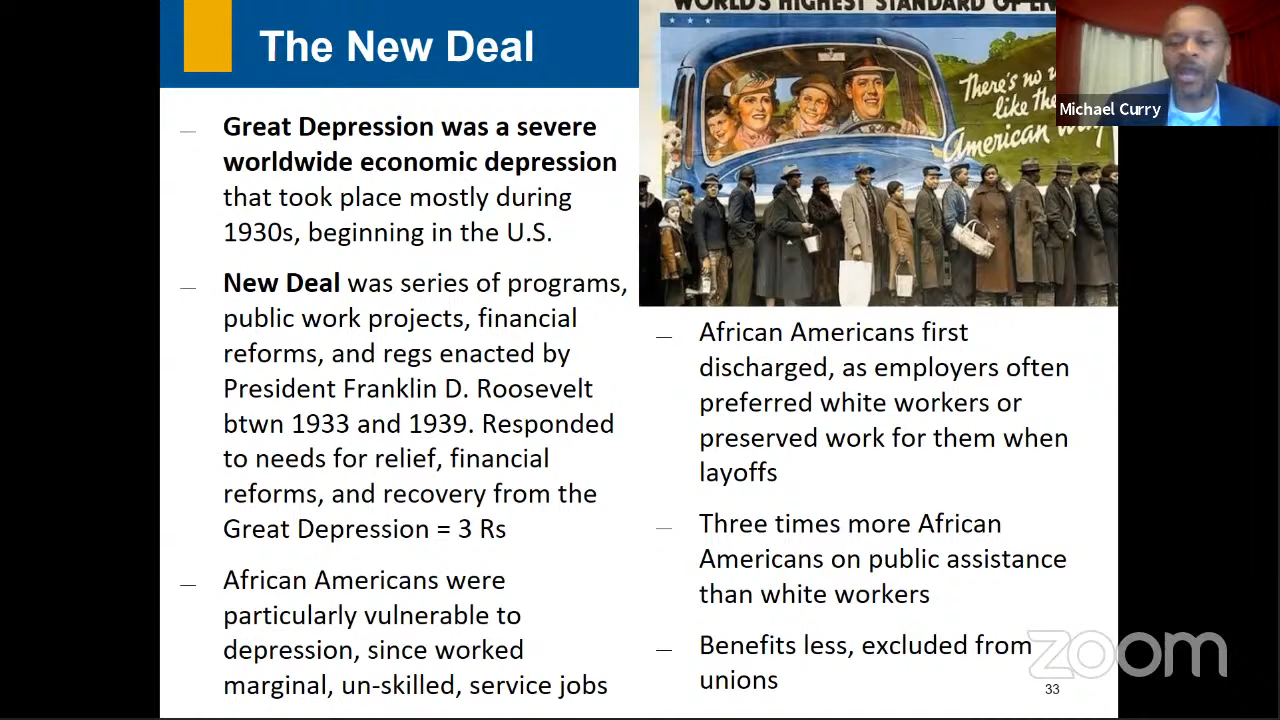 The New Deal
Great Depression was a severe
worldwide economic depression
that took place mostly during
1930s, beginning in the U.S.
New Deal was series of programs,
public work projects, financial
reforms, and regs enacted by
President Franklin D. Roosevelt
btwn 1933 and 1939. Responded
to needs for relief, financial
reforms, and recovery from the
Great Depression = 3 Rs
African Americans were
particularly vulnerable to
depression, since worked
marginal, un-skilled, service jobs
WORLD'S HIGHEST STANDARD OF
There's no
like the
American
Michael Curry
African Americans first
discharged, as employers often
preferred white workers or
preserved work for them when
layoffs
Three times more African
Americans on public assistance
than white workers
Benefits less, excluded from
unions
33
zoom